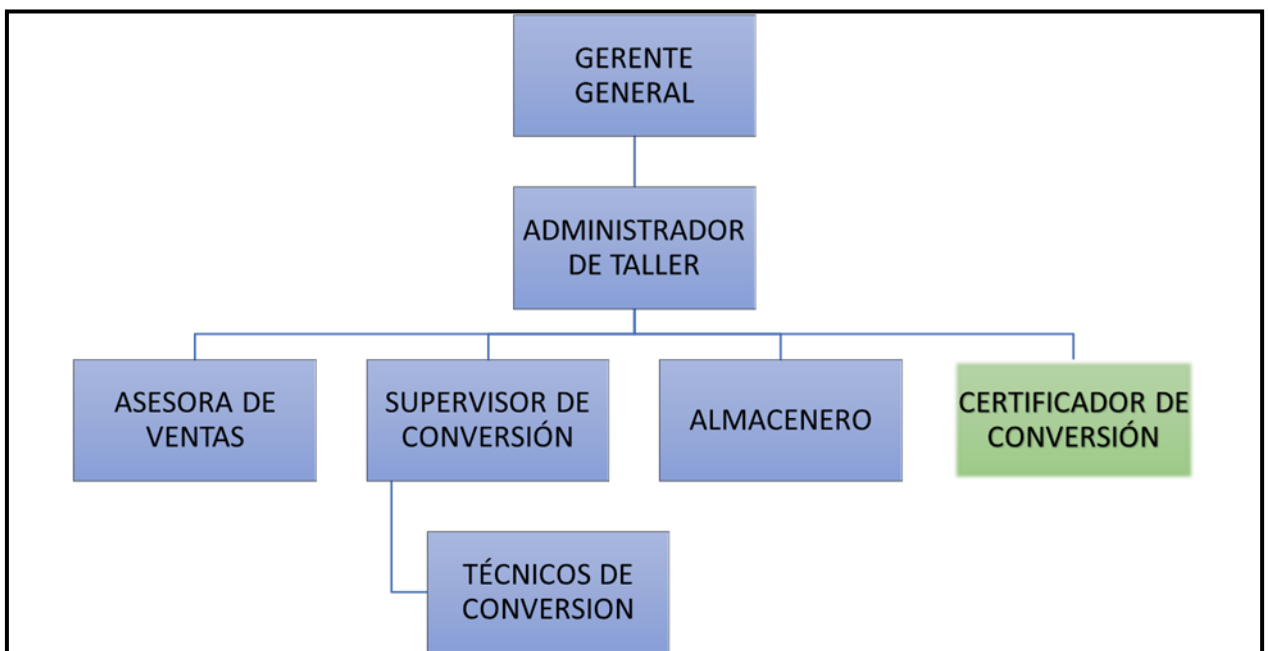 GERENTE
GENERAL
ADMINISTRADOR
DE TALLER
ASESORA DE
VENTAS
SUPERVISOR DE
CONVERSIÓN
ALMACENERO
CERTIFICADOR DE
CONVERSIÓN
TÉCNICOS DE
CONVERSION